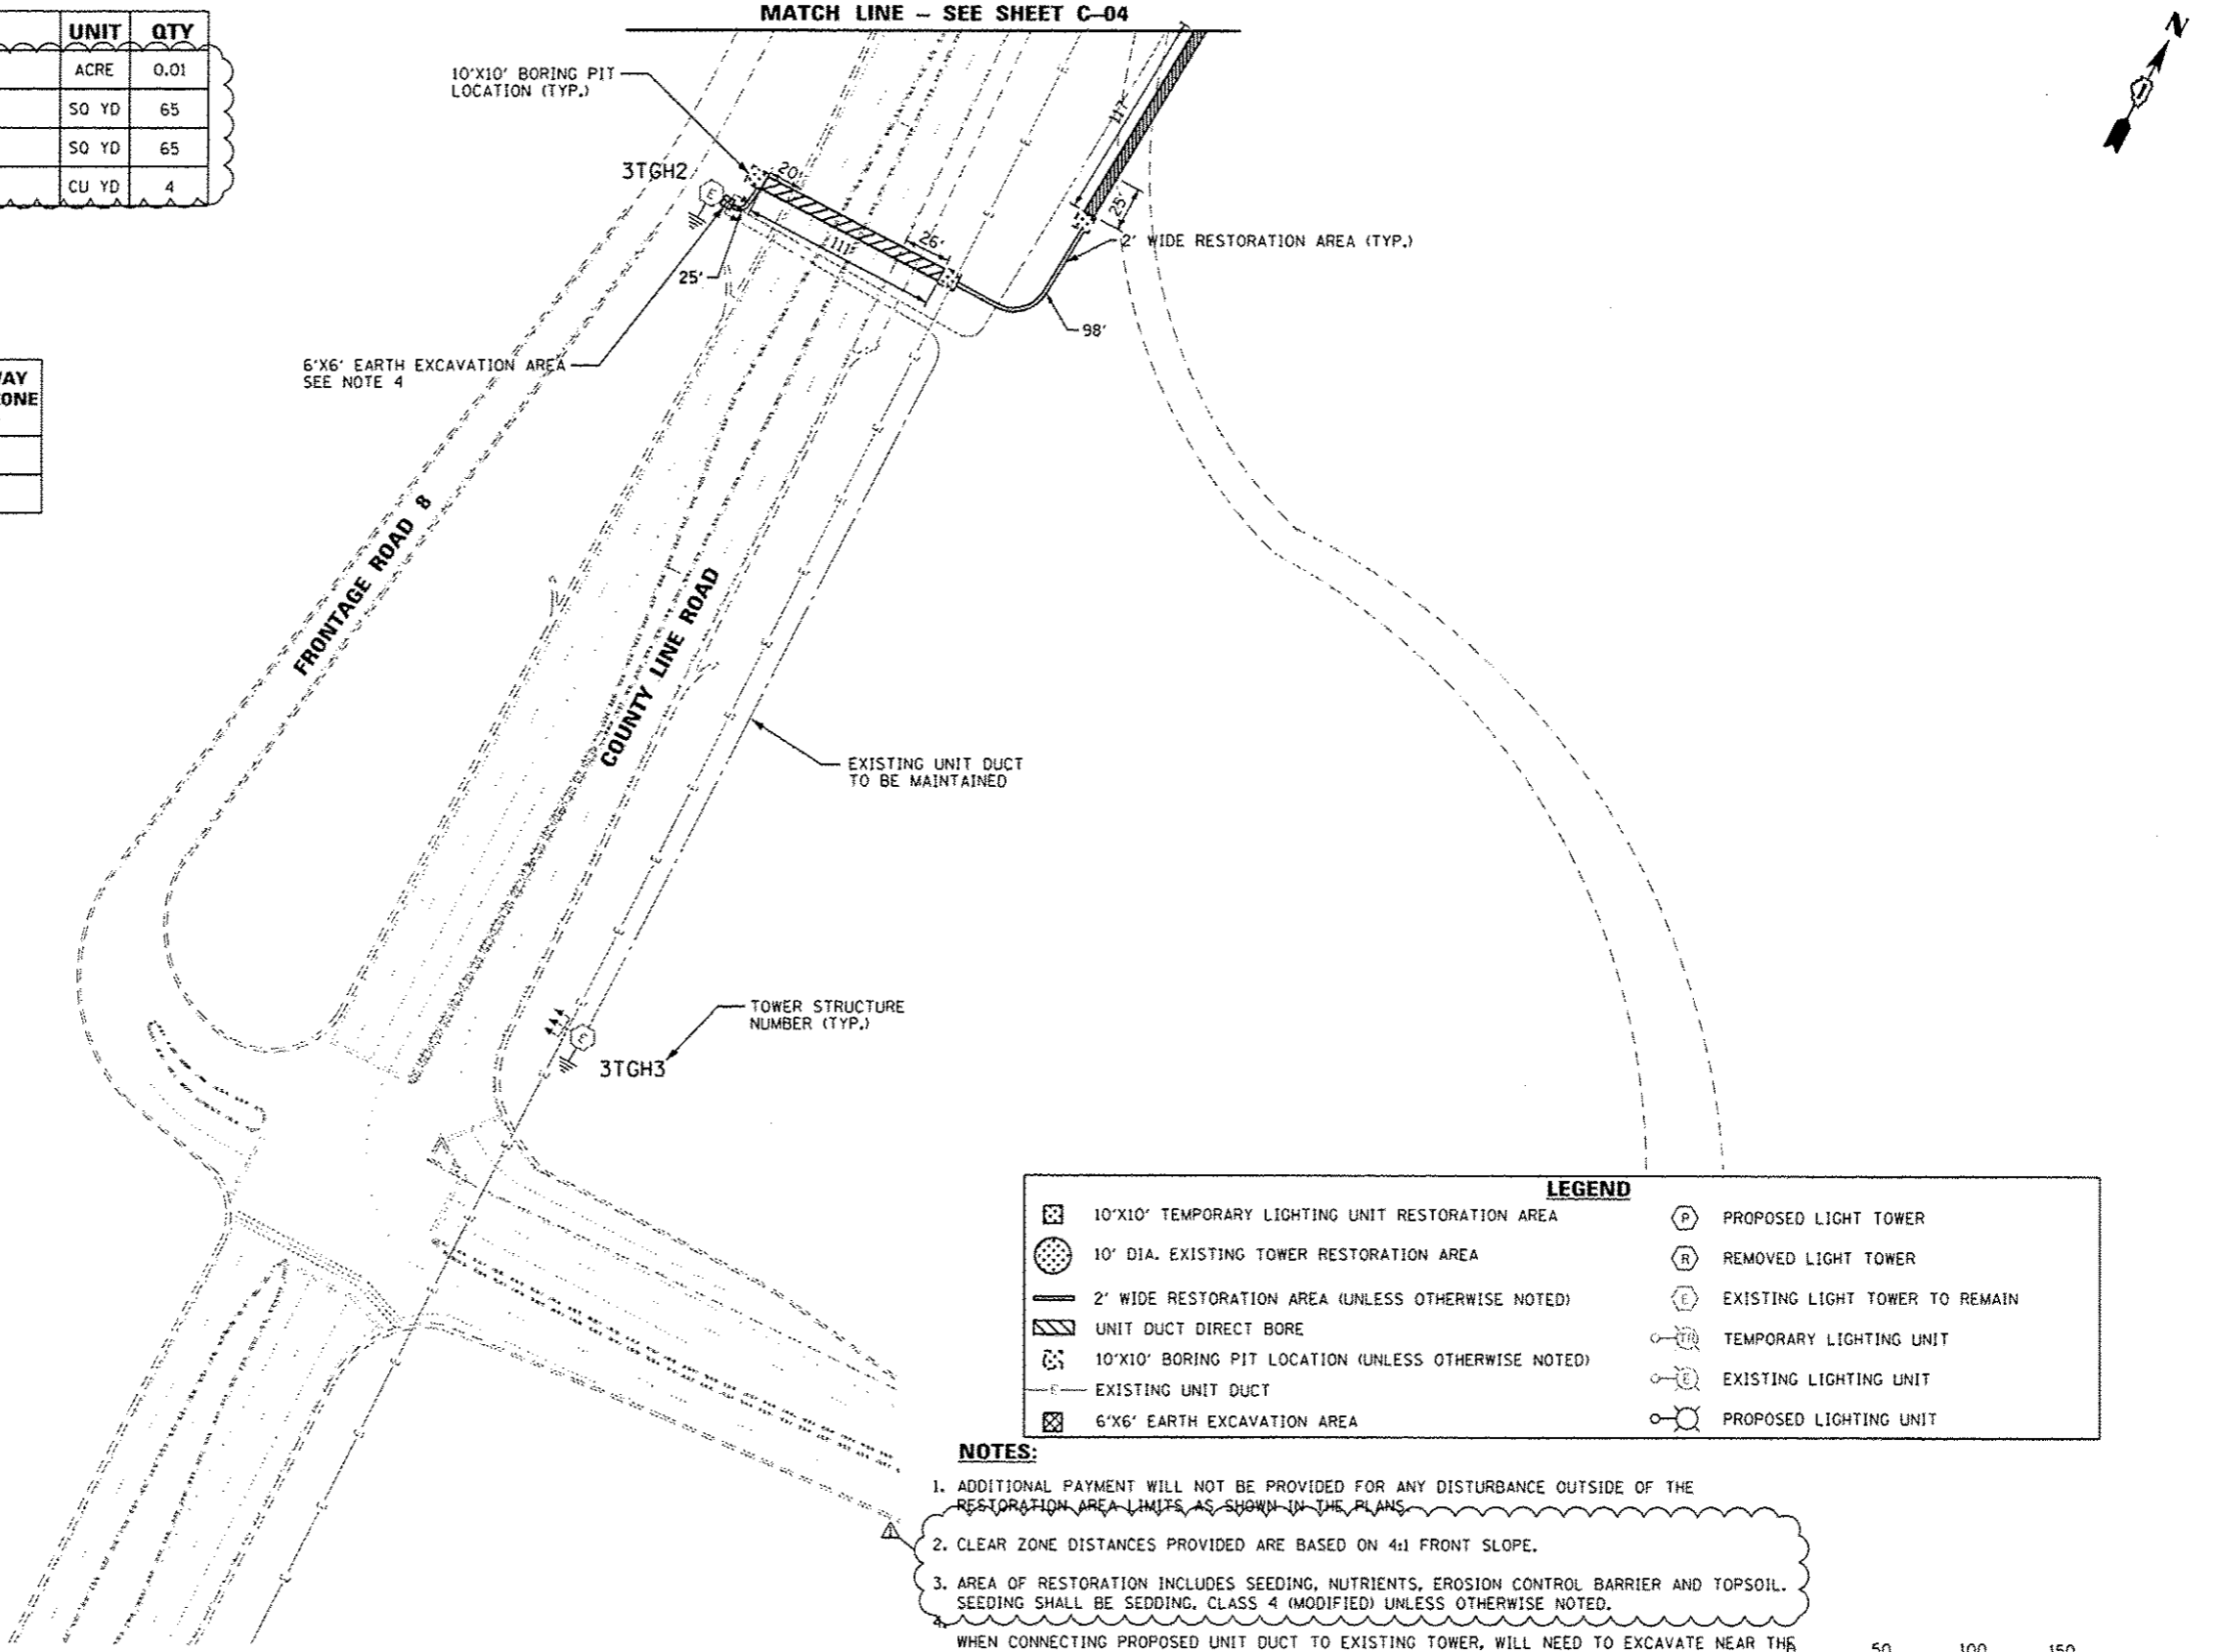 MATCH LINE – SEE SHEET C-04
N
UNIT QTY
ACRE 0.01
SQ YD 65
SQ YD 65
CU YD 4
10'X10' BORING PIT
LOCATION (TYP.)
3TGH2
E
20'
117'
25'
111'
26'
2' WIDE RESTORATION AREA (TYP.)
25'
98'
6'X6' EARTH EXCAVATION AREA
SEE NOTE 4
AY
ONE
FRONTAGE ROAD 8
COUNTY LINE ROAD
EXISTING UNIT DUCT
TO BE MAINTAINED
TOWER STRUCTURE
NUMBER (TYP.)
E
3TGH3
LEGEND
10'X10' TEMPORARY LIGHTING UNIT RESTORATION AREA
10' DIA. EXISTING TOWER RESTORATION AREA
2' WIDE RESTORATION AREA (UNLESS OTHERWISE NOTED)
UNIT DUCT DIRECT BORE
10'X10' BORING PIT LOCATION (UNLESS OTHERWISE NOTED)
E EXISTING UNIT DUCT
6'X6' EARTH EXCAVATION AREA
P PROPOSED LIGHT TOWER
R REMOVED LIGHT TOWER
E EXISTING LIGHT TOWER TO REMAIN
TEMPORARY LIGHTING UNIT
E EXISTING LIGHTING UNIT
PROPOSED LIGHTING UNIT
NOTES:
1. ADDITIONAL PAYMENT WILL NOT BE PROVIDED FOR ANY DISTURBANCE OUTSIDE OF THE
RESTORATION AREA LIMITS AS SHOWN IN THE PLANS
1
2. CLEAR ZONE DISTANCES PROVIDED ARE BASED ON 4:1 FRONT SLOPE.
3. AREA OF RESTORATION INCLUDES SEEDING, NUTRIENTS, EROSION CONTROL BARRIER AND TOPSOIL.
SEEDING SHALL BE SEDDING, CLASS 4 (MODIFIED) UNLESS OTHERWISE NOTED.
4.
WHEN CONNECTING PROPOSED UNIT DUCT TO EXISTING TOWER, WILL NEED TO EXCAVATE NEAR THE
50 100 150